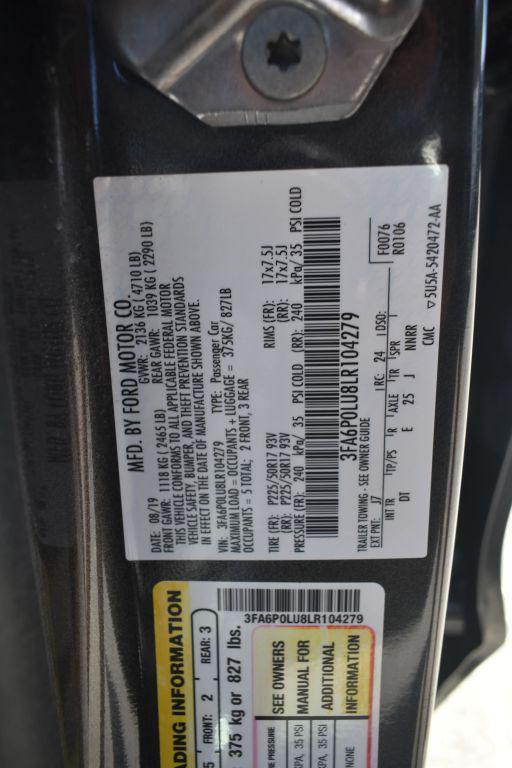 MFD. BY FORD MOTOR CO.
DATE: 08/19 GVWR: 2136 KG ( 4710 LB)
FRONT GAWR: 1118 KG ( 2465 LB) REAR GAWR: 1039 KG ( 2290 LB)
THIS VEHICLE CONFORMS TO ALL APPLICABLE FEDERAL MOTOR
VEHICLE SAFETY, BUMPER, AND THEFT PREVENTION STANDARDS
IN EFFECT ON THE DATE OF MANUFACTURE SHOWN ABOVE.
VIN: 3FA6P0LU8LR104279 TYPE: Passenger Car
MAXIMUM LOAD = OCCUPANTS + LUGGAGE = 375KG/ 827LB
OCCUPANTS = 5 TOTAL; 2 FRONT, 3 REAR
TIRE (FR): P225/50R17 93V RIMS (FR): 17x7.5J
(RR): P225/50R17 93V (RR): 17x7.5J
PRESSURE (FR): 240 kPa/ 35 PSI COLD (RR): 240 kPa/ 35 PSI COLD
3FA6P0LU8LR104279
TRAILER TOWING - SEE OWNER GUIDE
F0076
R0106
EXT PNT: J7 RC: 24 DSO:
INT TR TP/PS R AXLE TR SPR
DT E 25 J NNRR
CMC ▽5U5A-5420472-AA
3FA6P0LU8LR104279
ADING INFORMATION
5 FRONT: 2 REAR: 3
375 kg or 827 lbs.
SEE OWNERS
MANUAL FOR
ADDITIONAL
INFORMATION
PRESSURE
KPA, 35 PSI
KPA, 35 PSI
NONE